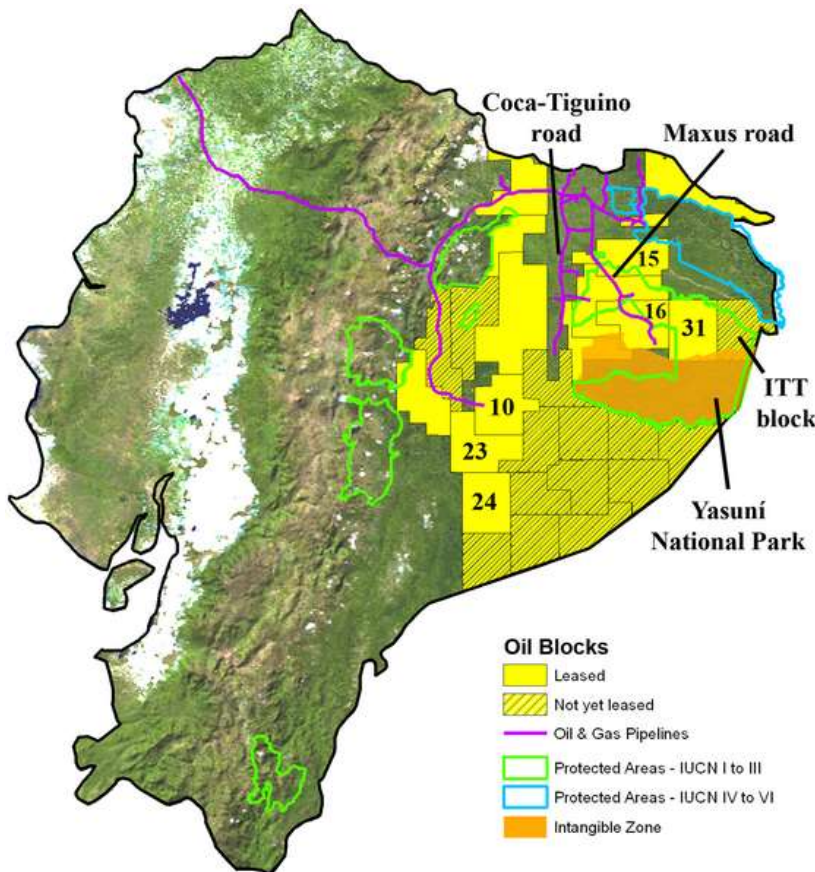 Coca-Tiguino
road
Maxus road
15
16
31
ITT
block
10
23
24
Yasuní
National Park
Oil Blocks
Leased
Not yet leased
Oil & Gas Pipelines
Protected Areas - IUCN I to III
Protected Areas - IUCN IV to VI
Intangible Zone